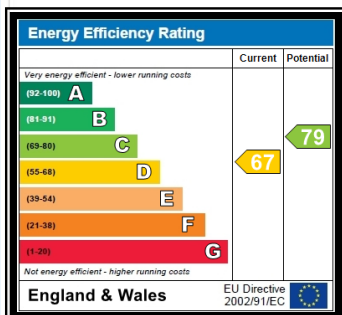 Energy Efficiency Rating
Current Potential
Very energy efficient - lower running costs
(92-100) A
(81-91) B
(69-80) C
79
(55-68) D
67
(39-54) E
(21-38) F
(1-20) G
Not energy efficient - higher running costs
England & Wales
EU Directive
2002/91/EC